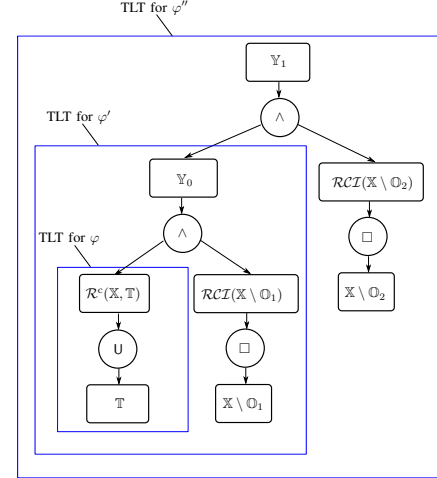 TLT for φ″
𝕐₁
∧
TLT for φ′
𝕐₀
ℛ𝒞ℐ(𝕏 \ 𝕆₂)
∧
□
TLT for φ
ℛᶜ(𝕏, 𝕋)
ℛ𝒞ℐ(𝕏 \ 𝕆₁)
𝕏 \ 𝕆₂
U
□
𝕋
𝕏 \ 𝕆₁